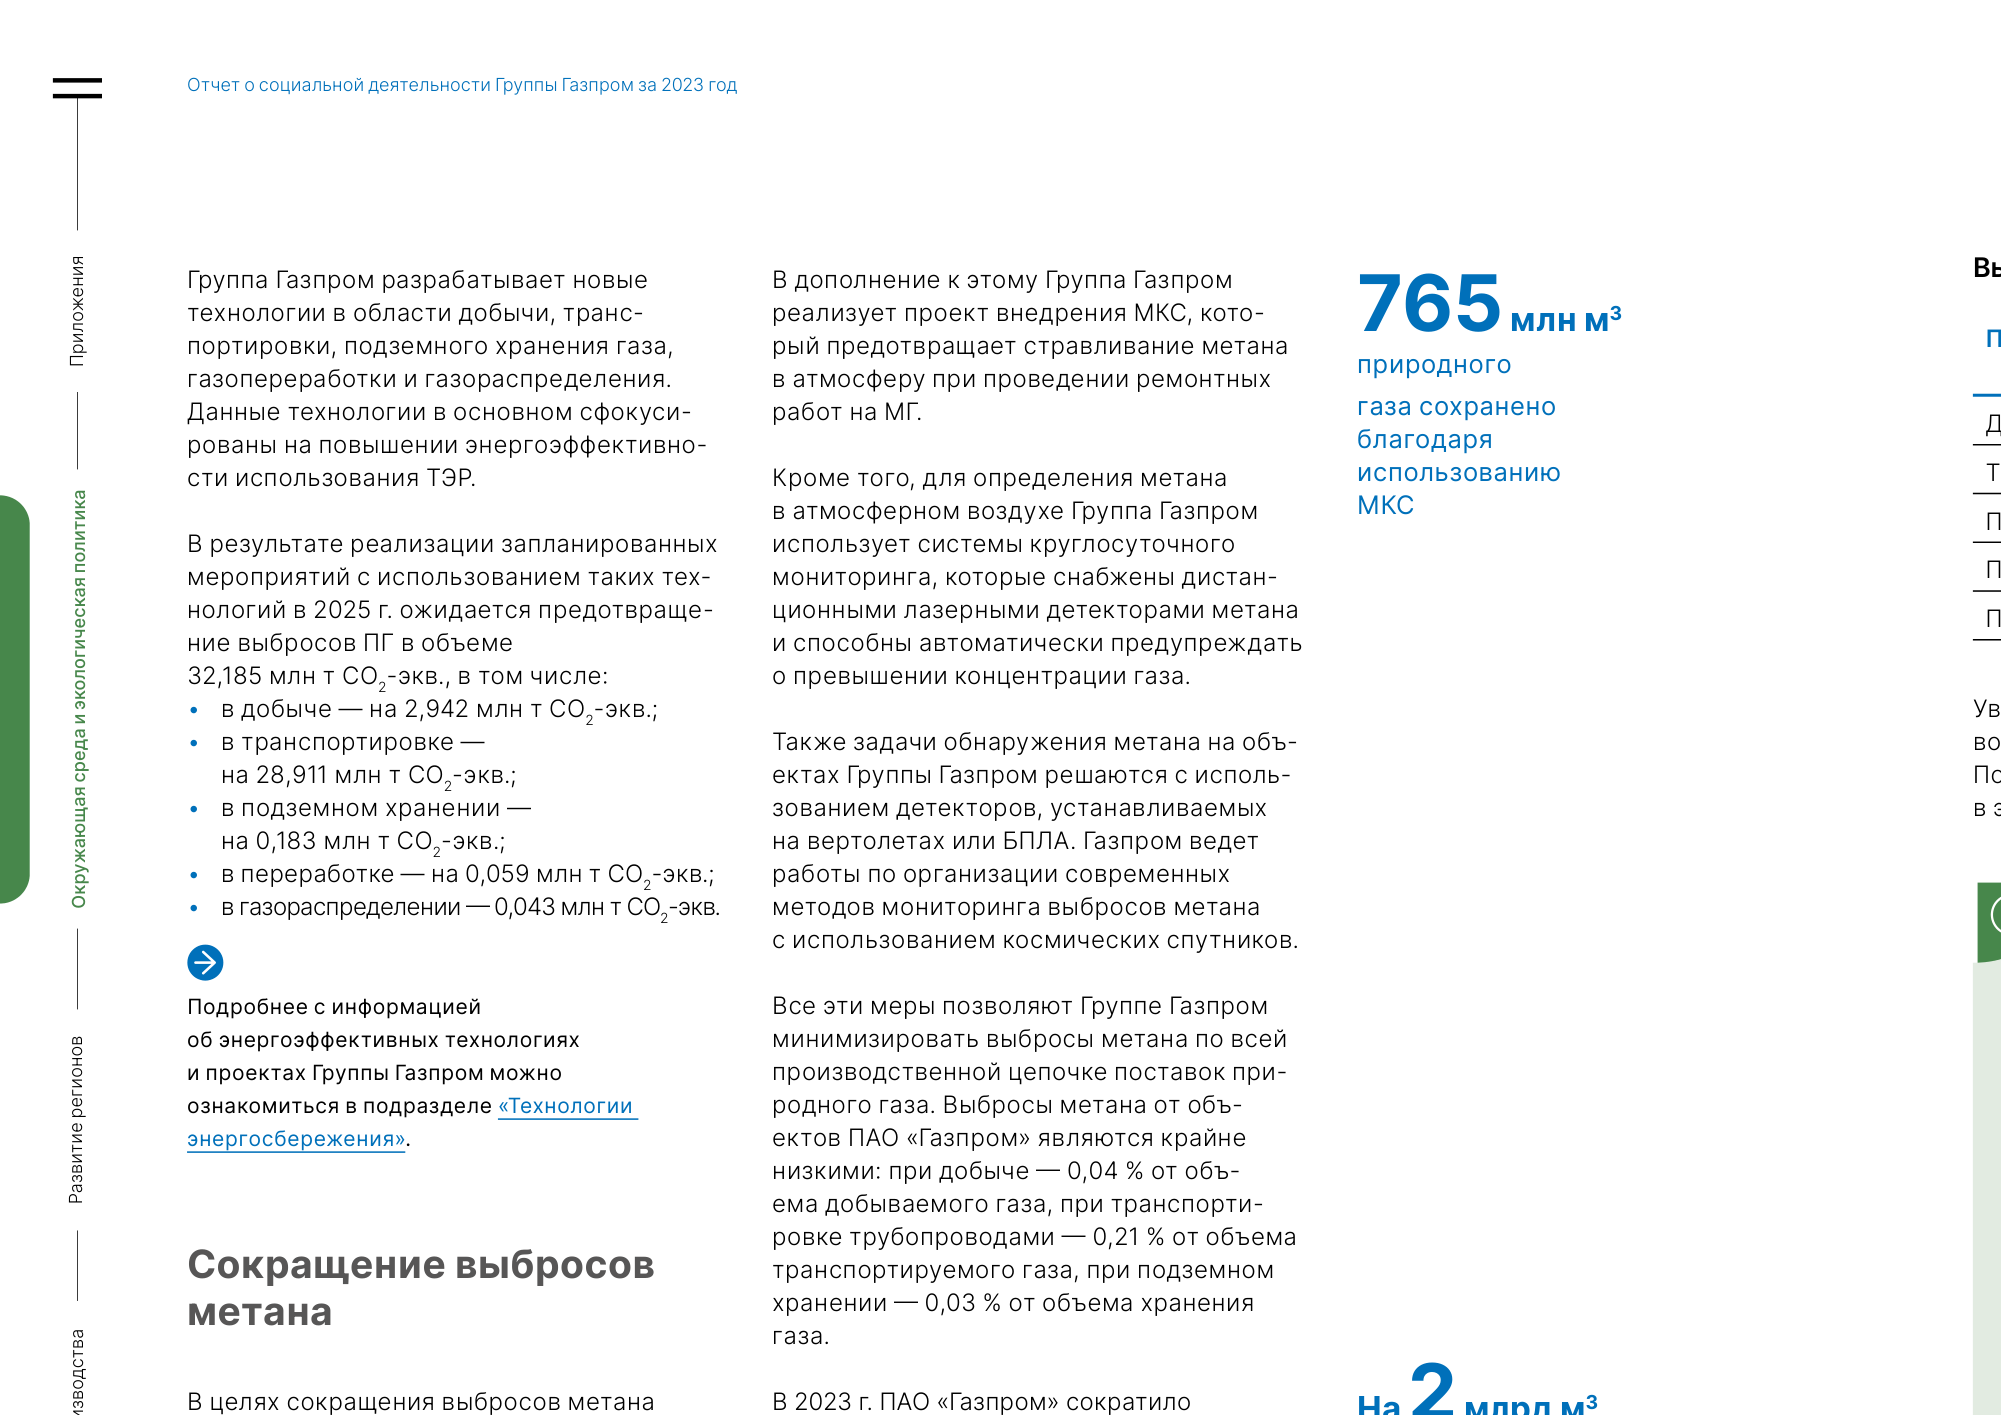 Отчет о социальной деятельности Группы Газпром за 2023 год
Приложения
Окружающая среда и экологическая политика
Развитие регионов
Группа Газпром разрабатывает новые
технологии в области добычи, транс-
портировки, подземного хранения газа,
газопереработки и газораспределения.
Данные технологии в основном сфокуси-
рованы на повышении энергоэффективно-
сти использования ТЭР.
В результате реализации запланированных
мероприятий с использованием таких тех-
нологий в 2025 г. ожидается предотвраще-
ние выбросов ПГ в объеме
32,185 млн т CO₂-экв., в том числе:
• в добыче — на 2,942 млн т CO₂-экв.;
• в транспортировке —
на 28,911 млн т CO₂-экв.;
• в подземном хранении —
на 0,183 млн т CO₂-экв.;
• в переработке — на 0,059 млн т CO₂-экв.;
• в газораспределении — 0,043 млн т CO₂-экв.
Подробнее с информацией
об энергоэффективных технологиях
и проектах Группы Газпром можно
ознакомиться в подразделе «Технологии
энергосбережения».
Сокращение выбросов
метана
В целях сокращения выбросов метана
В дополнение к этому Группа Газпром
реализует проект внедрения МКС, кото-
рый предотвращает стравливание метана
в атмосферу при проведении ремонтных
работ на МГ.
Кроме того, для определения метана
в атмосферном воздухе Группа Газпром
использует системы круглосуточного
мониторинга, которые снабжены дистан-
ционными лазерными детекторами метана
и способны автоматически предупреждать
о превышении концентрации газа.
Также задачи обнаружения метана на объ-
ектах Группы Газпром решаются с исполь-
зованием детекторов, устанавливаемых
на вертолетах или БПЛА. Газпром ведет
работы по организации современных
методов мониторинга выбросов метана
с использованием космических спутников.
Все эти меры позволяют Группе Газпром
минимизировать выбросы метана по всей
производственной цепочке поставок при-
родного газа. Выбросы метана от объ-
ектов ПАО «Газпром» являются крайне
низкими: при добыче — 0,04 % от объ-
ема добываемого газа, при транспорти-
ровке трубопроводами — 0,21 % от объема
транспортируемого газа, при подземном
хранении — 0,03 % от объема хранения
газа.
В 2023 г. ПАО «Газпром» сократило
765 млн м³
природного
газа сохранено
благодаря
использованию
МКС
На 2 млрд м³